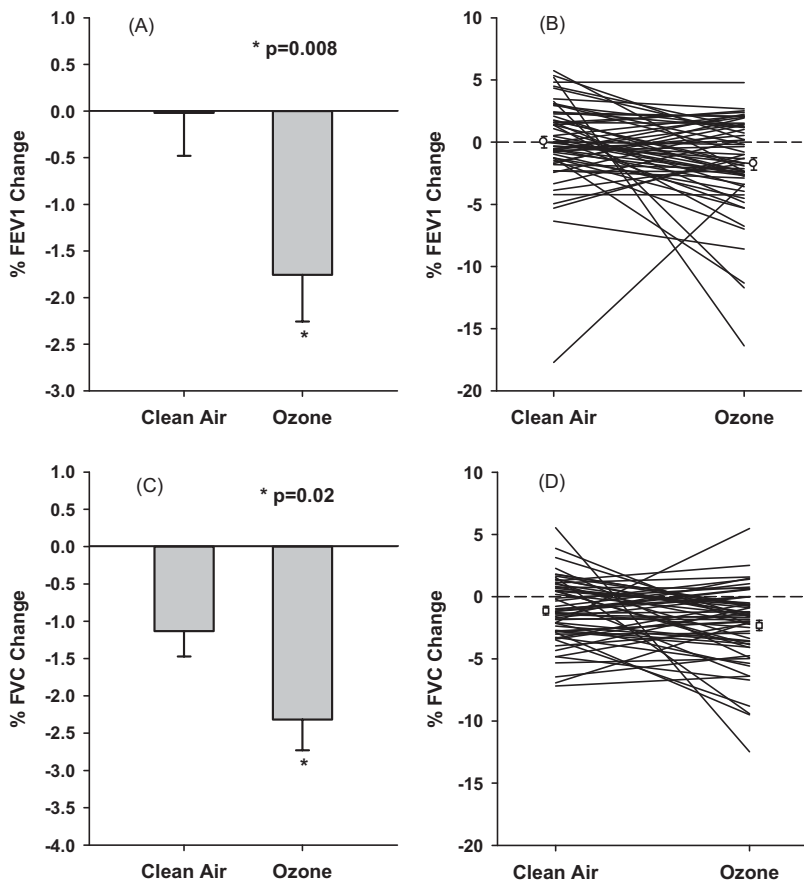 (A)
* p=0.008
1.0
0.5
0.0
-0.5
-1.0
-1.5
-2.0
-2.5
-3.0
% FEV1 Change
*
Clean Air Ozone
(B)
10
5
0
-5
-10
-15
-20
% FEV1 Change
Clean Air Ozone
(C)
* p=0.02
1.0
0.5
0.0
-0.5
-1.0
-1.5
-2.0
-2.5
-3.0
-3.5
-4.0
% FVC Change
*
Clean Air Ozone
(D)
10
5
0
-5
-10
-15
-20
% FVC Change
Clean Air Ozone